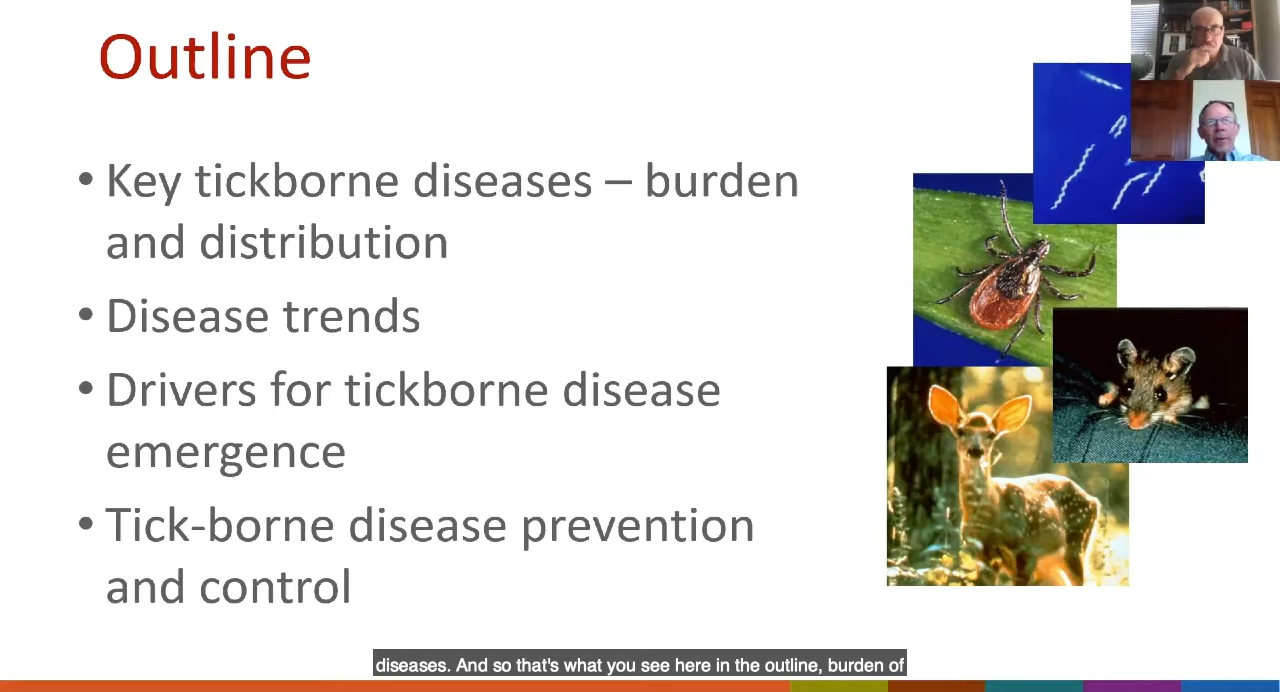 Outline
• Key tickborne diseases – burden
and distribution
• Disease trends
• Drivers for tickborne disease
emergence
• Tick-borne disease prevention
and control
diseases. And so that's what you see here in the outline, burden of